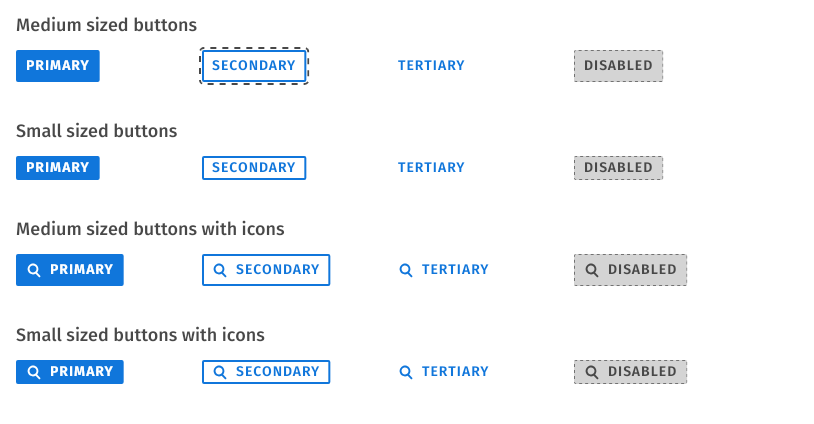 Medium sized buttons
PRIMARY SECONDARY TERTIARY DISABLED
Small sized buttons
PRIMARY SECONDARY TERTIARY DISABLED
Medium sized buttons with icons
PRIMARY SECONDARY TERTIARY DISABLED
Small sized buttons with icons
PRIMARY SECONDARY TERTIARY DISABLED